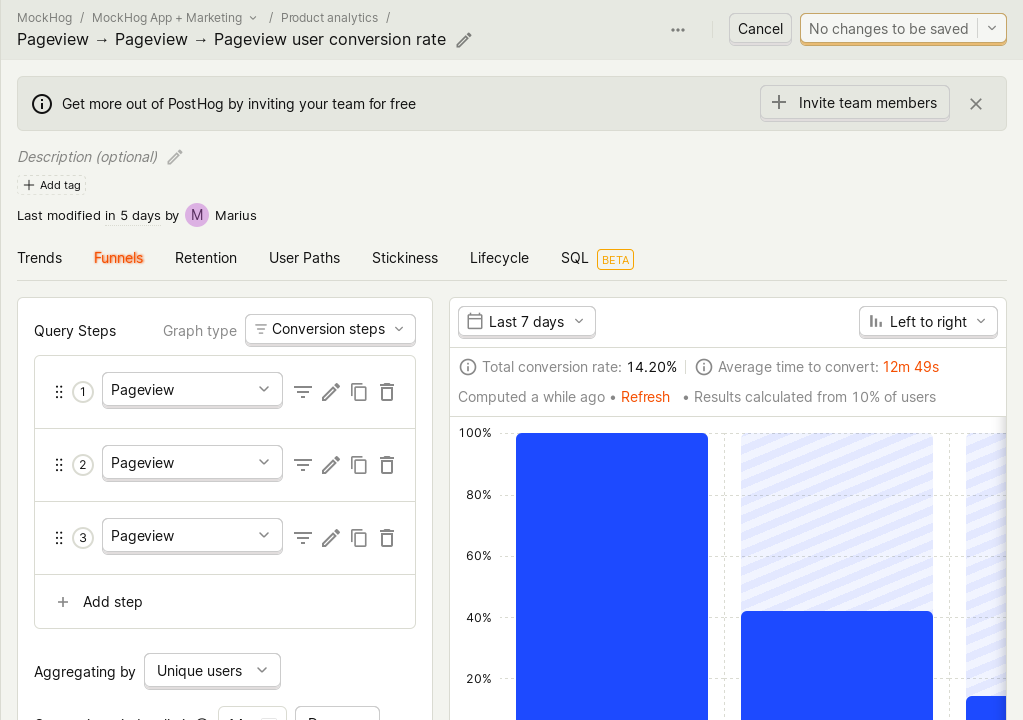 MockHog / MockHog App + Marketing / Product analytics /
Pageview → Pageview → Pageview user conversion rate
Cancel
No changes to be saved
Get more out of PostHog by inviting your team for free
Invite team members
Description (optional)
Add tag
Last modified in 5 days by M Marius
Trends Funnels Retention User Paths Stickiness Lifecycle SQL BETA
Query Steps
Graph type
Conversion steps
1 Pageview
2 Pageview
3 Pageview
Add step
Aggregating by Unique users
Last 7 days
Left to right
Total conversion rate: 14.20%
Average time to convert: 12m 49s
Computed a while ago • Refresh • Results calculated from 10% of users
100%
80%
60%
40%
20%